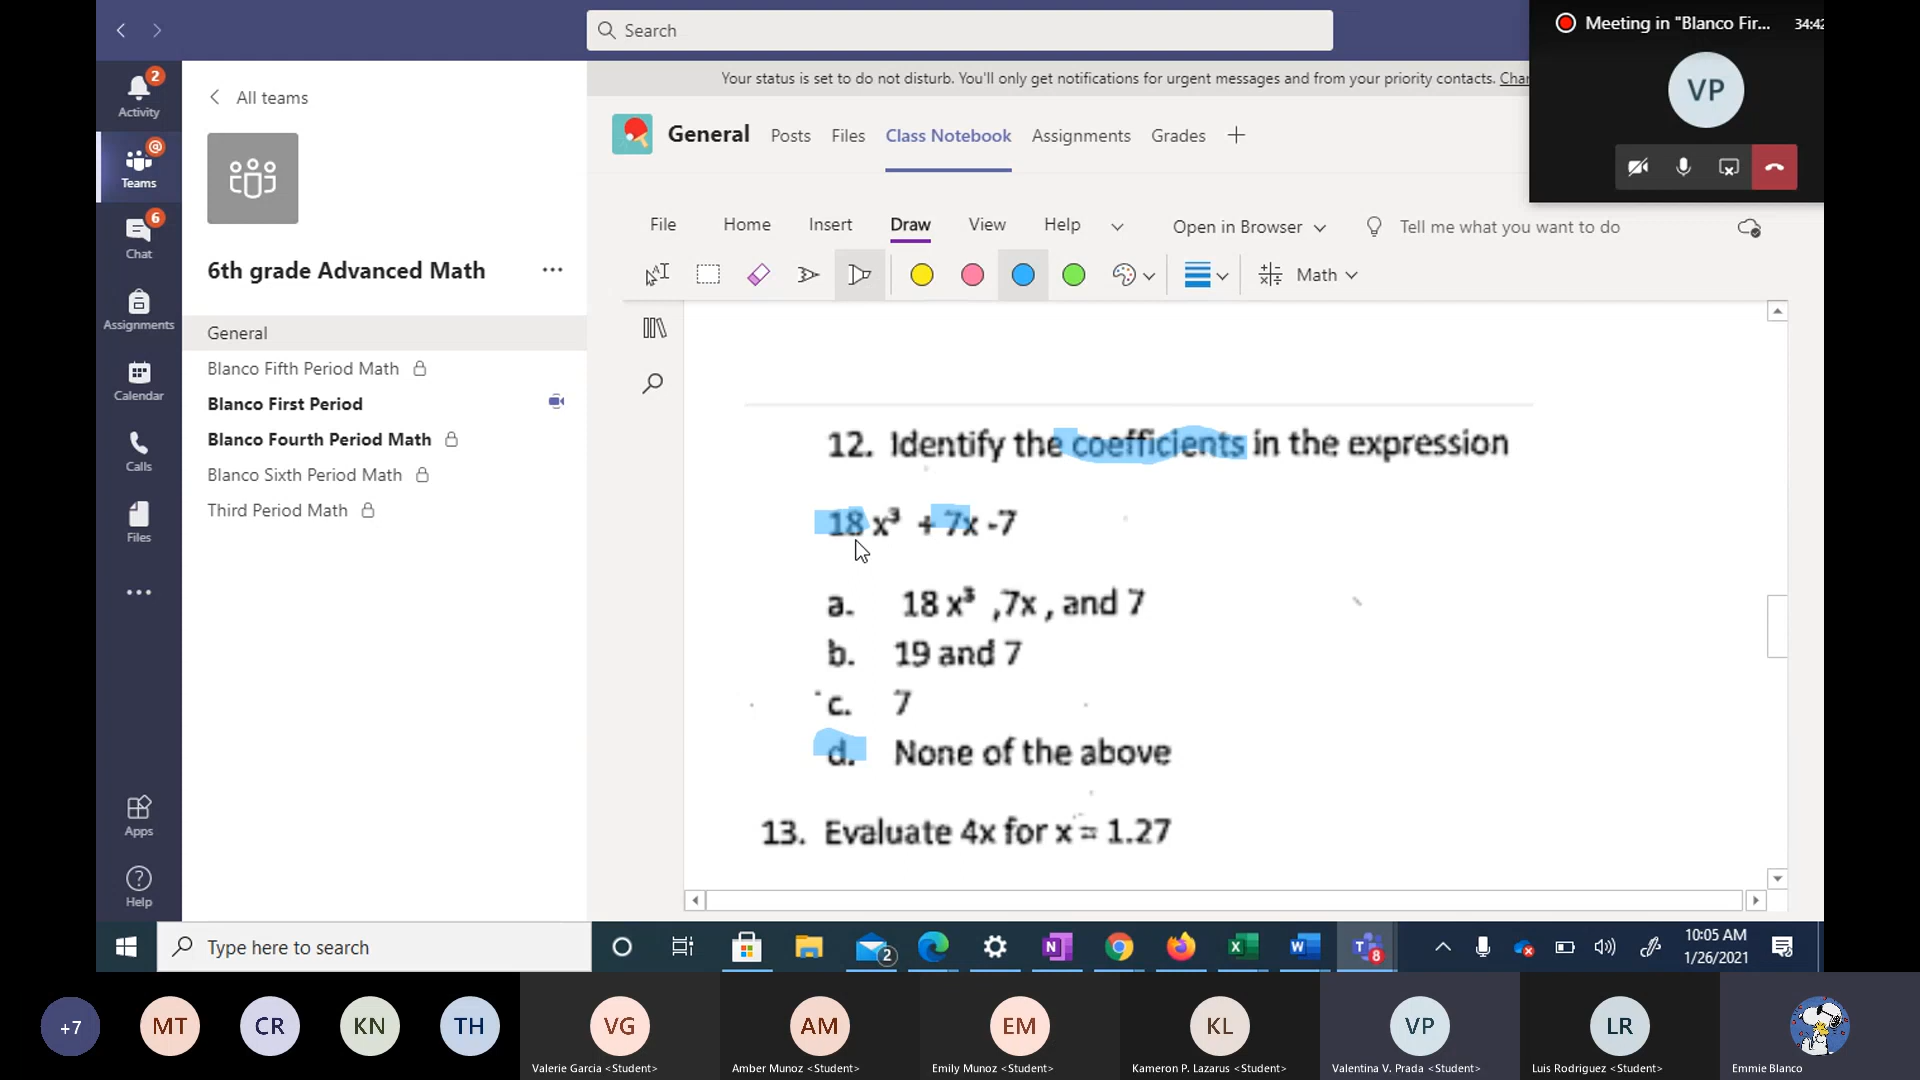 Search
Meeting in "Blanco Fir...
34:42
VP
Your status is set to do not disturb. You'll only get notifications for urgent messages and from your priority contacts.
2
Activity
Teams
6
Chat
Assignments
Calendar
Calls
Files
Apps
Help
All teams
6th grade Advanced Math
General
Blanco Fifth Period Math
Blanco First Period
Blanco Fourth Period Math
Blanco Sixth Period Math
Third Period Math
General Posts Files Class Notebook Assignments Grades
File Home Insert Draw View Help Open in Browser Tell me what you want to do
Math
12. Identify the coefficients in the expression
18 x³ + 7x -7
a. 18 x³ ,7x , and 7
b. 19 and 7
c. 7
d. None of the above
13. Evaluate 4x for x = 1.27
Type here to search
2
8
10:05 AM
1/26/2021
+7 MT CR KN TH VG AM EM KL VP LR
Valerie Garcia <Student> Amber Munoz <Student> Emily Munoz <Student> Kameron P. Lazarus <Student> Valentina V. Prada <Student> Luis Rodriguez <Student> Emmie Blanco